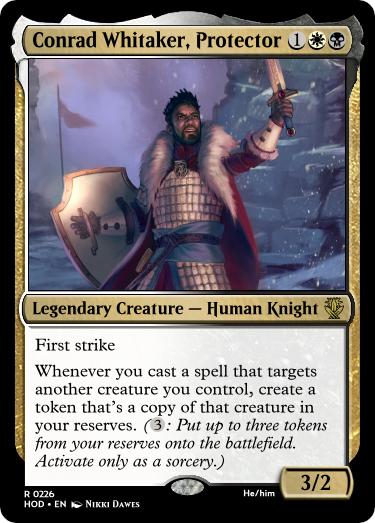 Conrad Whitaker, Protector 1
Legendary Creature — Human Knight
First strike
Whenever you cast a spell that targets
another creature you control, create a
token that's a copy of that creature in
your reserves. (3: Put up to three tokens
from your reserves onto the battlefield.
Activate only as a sorcery.)
3/2
R 0226
HOD • EN Nikki Dawes
He/him